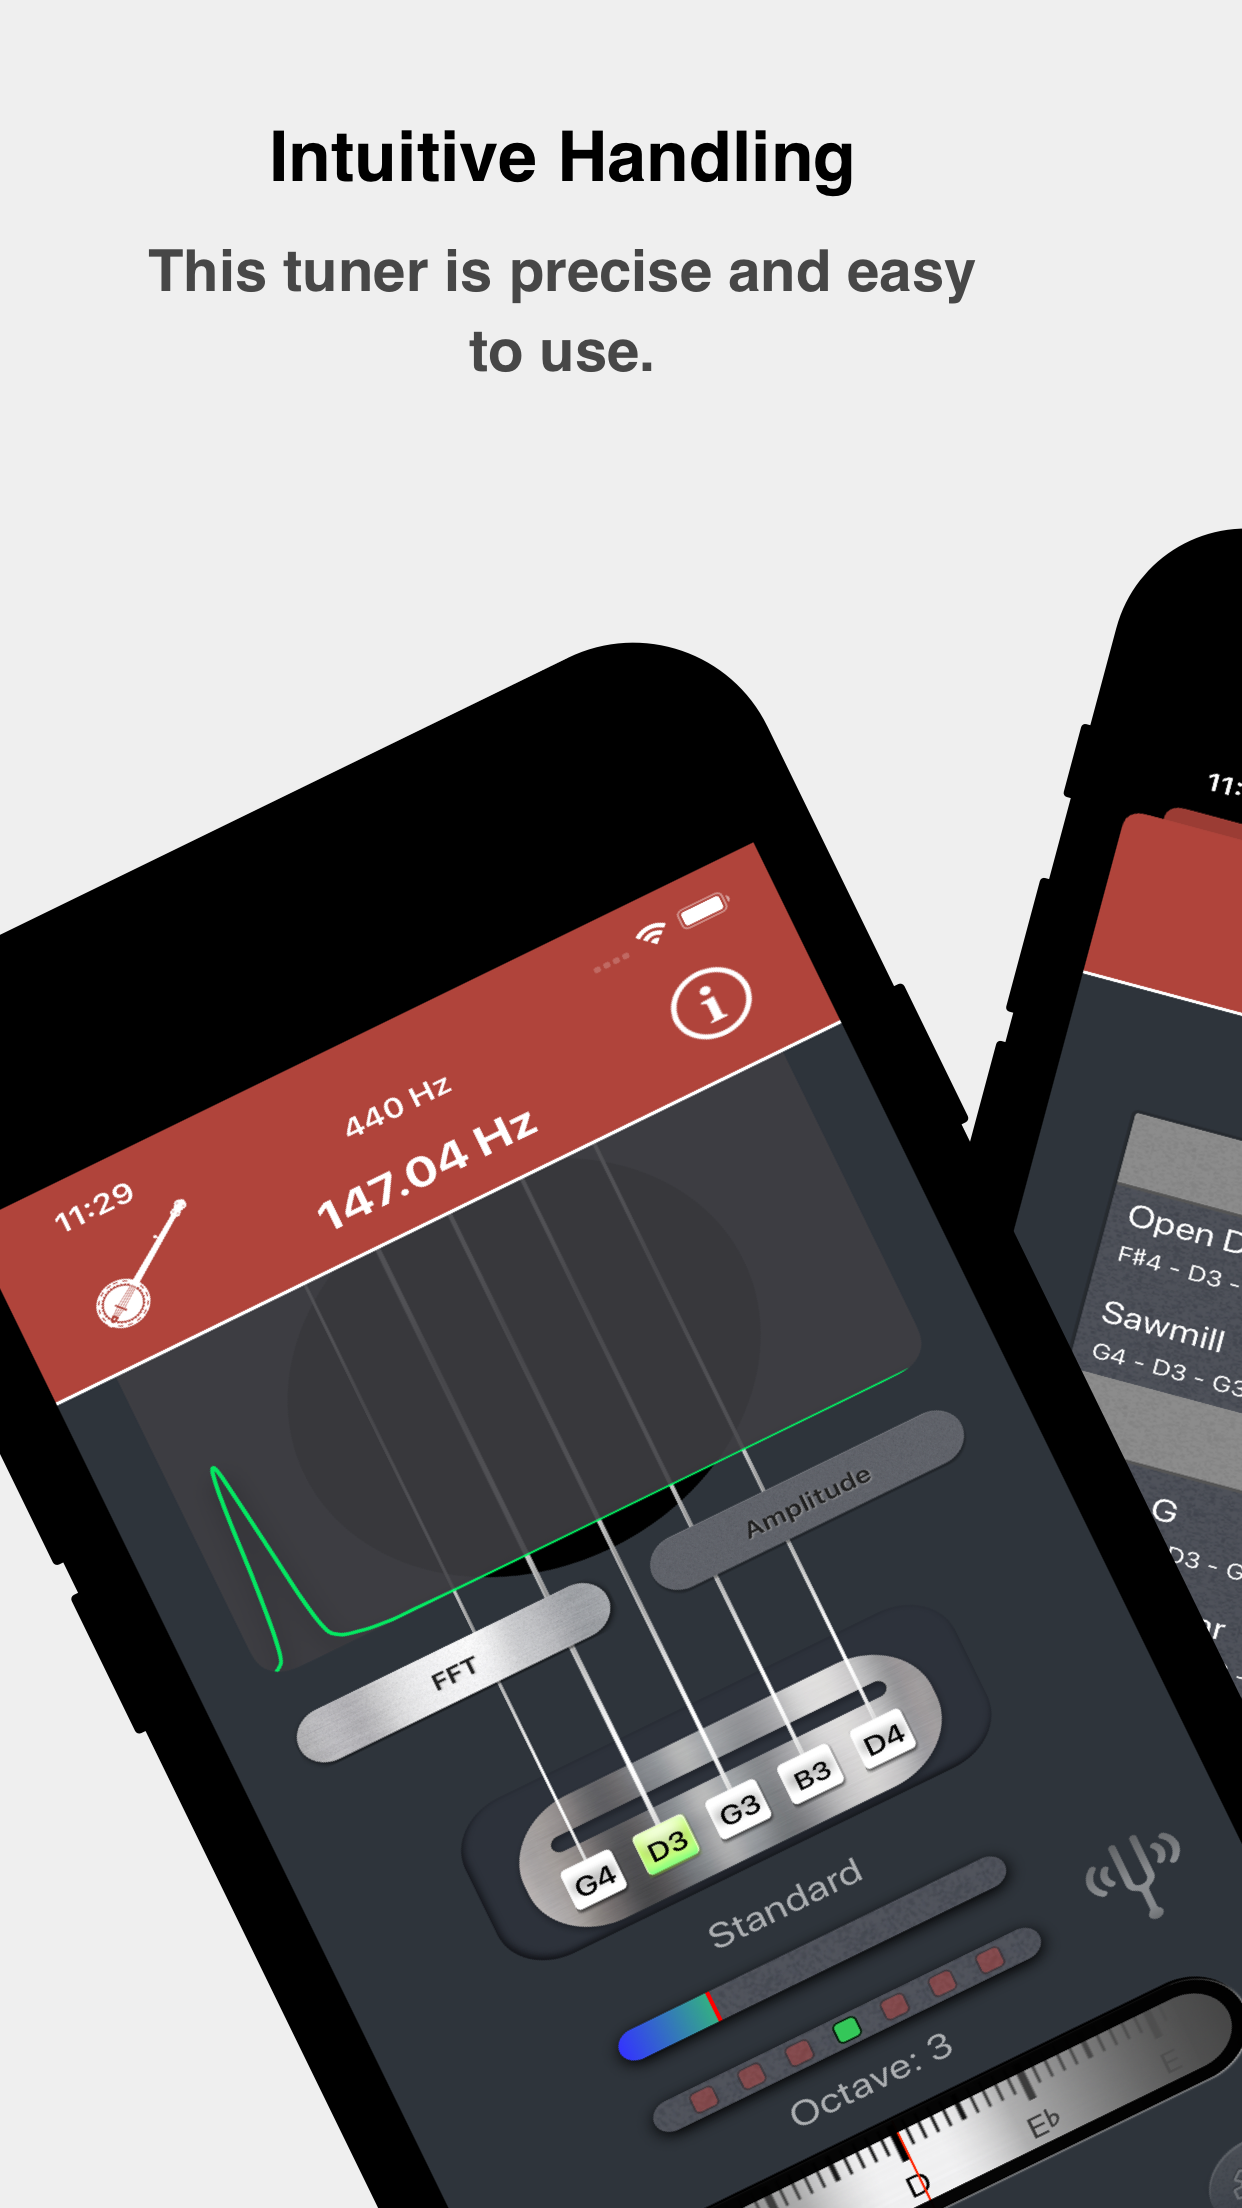 Intuitive Handling
This tuner is precise and easy
to use.
11:29
440 Hz
147.04 Hz
FFT
Amplitude
G4
D3
G3
B3
D4
Standard
Octave: 3
D
Eb
E
11:
Open D
F#4 - D3 -
Sawmill
G4 - D3 - G3
G
D3 - G